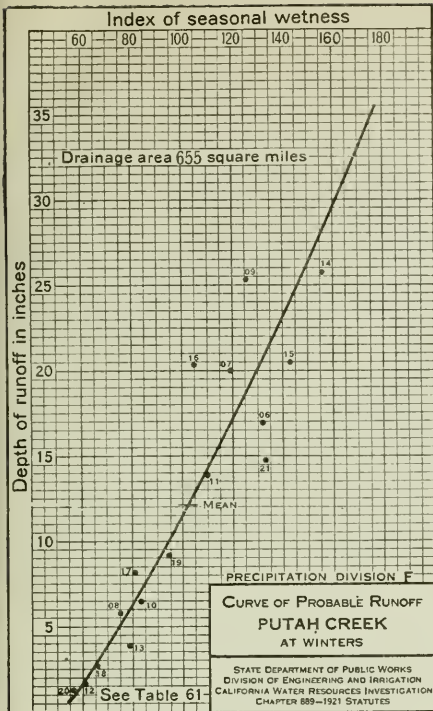 Index of seasonal wetness
60 80 100 120 140 160 180
35
Drainage area 655 square miles
30
09
14
25
16
07
15
20
06
21
15
11
MEAN
10
19
17
08
10
5
13
18
20
12
See Table 61
Depth of runoff in inches
PRECIPITATION DIVISION F
CURVE OF PROBABLE RUNOFF
PUTAH CREEK
AT WINTERS
STATE DEPARTMENT OF PUBLIC WORKS
DIVISION OF ENGINEERING AND IRRIGATION
CALIFORNIA WATER RESOURCES INVESTIGATION
CHAPTER 889-1921 STATUTES